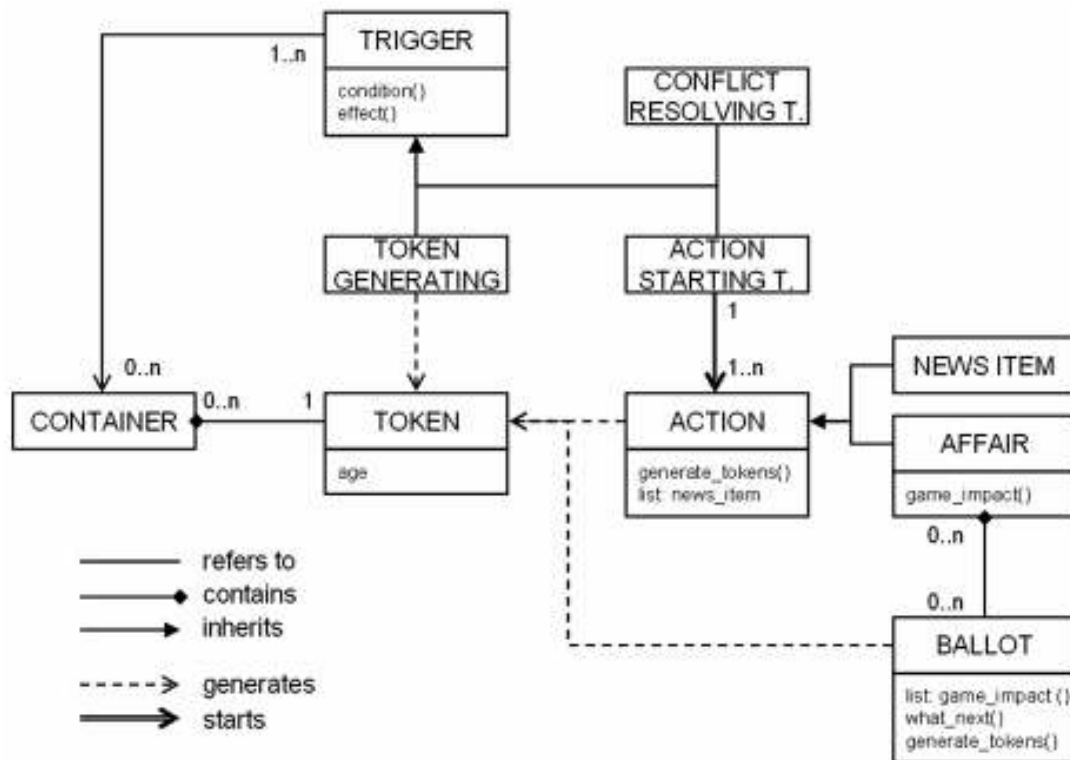 TRIGGER
condition()
effect()
1..n
CONFLICT
RESOLVING T.
TOKEN
GENERATING
ACTION
STARTING T.
1
1..n
0..n
CONTAINER
0..n
1
TOKEN
age
ACTION
generate_tokens()
list: news_item
NEWS ITEM
AFFAIR
game_impact()
0..n
0..n
BALLOT
list: game_impact ()
what_next()
generate_tokens()
refers to
contains
inherits
generates
starts